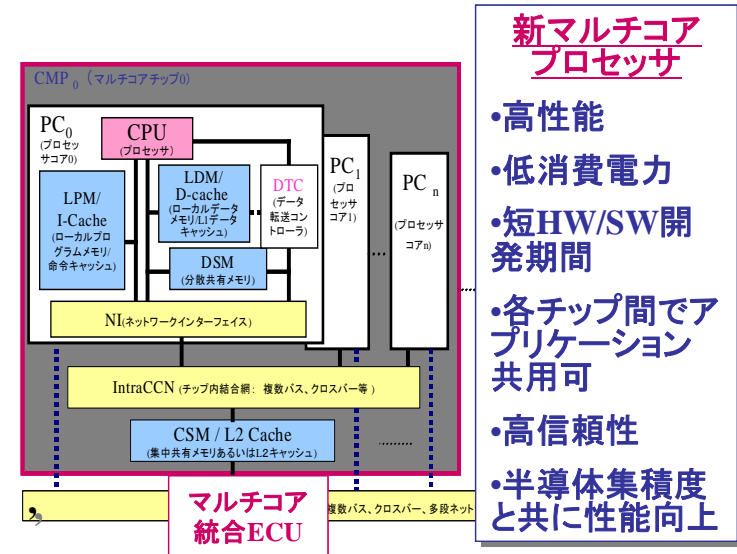 CMP0 (マルチコアチップ0)
PC0
(プロセッ
サコア0)
CPU
(プロセッサ)
LPM/
I-Cache
(ローカルプロ
グラムメモリ/
命令キャッシュ)
LDM/
D-cache
(ローカルデータ
メモリ/L1データ
キャッシュ)
DTC
(データ
転送コン
トローラ)
DSM
(分散共有メモリ)
NI(ネットワークインターフェイス)
PC1
(プロ
セッサ
コア1)
...
PC n
(プロセッサ
コアn)
IntraCCN (チップ内結合網: 複数バス、クロスバー等 )
CSM / L2 Cache
(集中共有メモリあるいはL2キャッシュ)
マルチコア
統合ECU
複数バス、クロスバー、多段ネット
新マルチコア
プロセッサ
•高性能
•低消費電力
•短HW/SW開
発期間
•各チップ間でア
プリケーション
共用可
•高信頼性
•半導体集積度
と共に性能向上